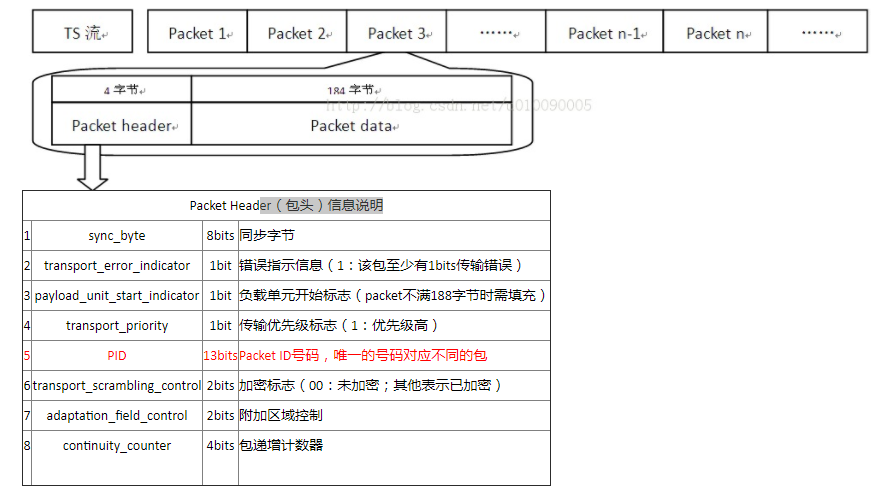 TS 流 Packet 1 Packet 2 Packet 3 …… Packet n-1 Packet n ……
4 字节 184 字节
Packet header Packet data
Packet Header（包头）信息说明
1 sync_byte 8bits 同步字节
2 transport_error_indicator 1bit 错误指示信息（1：该包至少有1bits传输错误）
3 payload_unit_start_indicator 1bit 负载单元开始标志（packet不满188字节时需填充）
4 transport_priority 1bit 传输优先级标志（1：优先级高）
5 PID 13bits Packet ID号码，唯一的号码对应不同的包
6 transport_scrambling_control 2bits 加密标志（00：未加密；其他表示已加密）
7 adaptation_field_control 2bits 附加区域控制
8 continuity_counter 4bits 包递增计数器